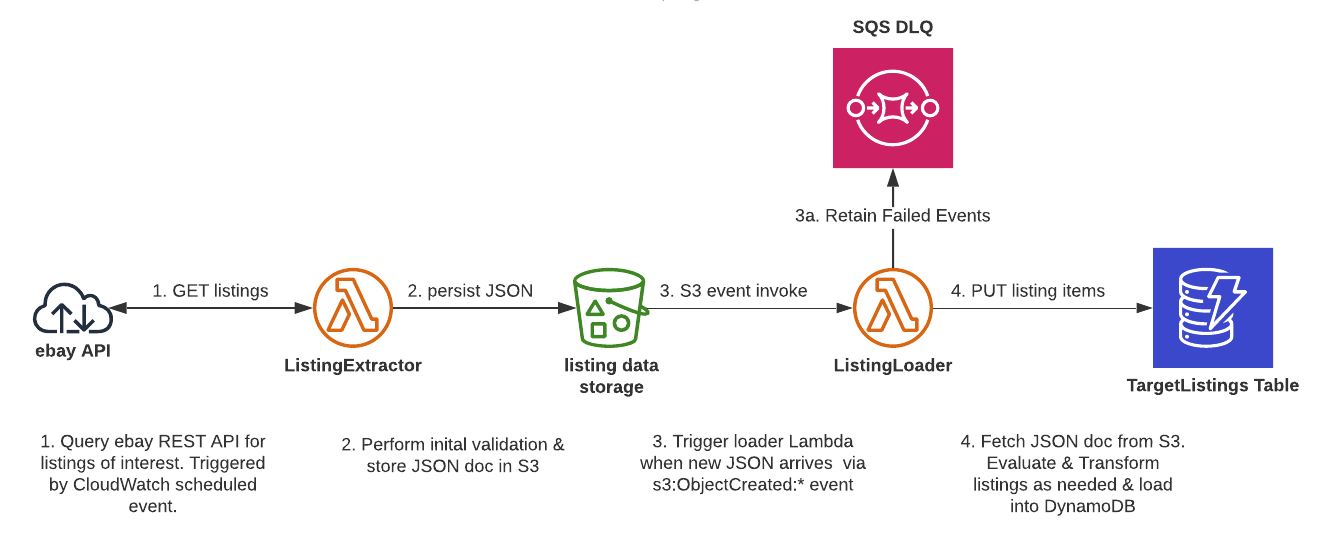 SQS DLQ
3a. Retain Failed Events
1. GET listings
2. persist JSON
3. S3 event invoke
4. PUT listing items
ebay API
ListingExtractor
listing data
storage
ListingLoader
TargetListings Table
1. Query ebay REST API for
listings of interest. Triggered
by CloudWatch scheduled
event.
2. Perform inital validation &
store JSON doc in S3
3. Trigger loader Lambda
when new JSON arrives via
s3:ObjectCreated:* event
4. Fetch JSON doc from S3.
Evaluate & Transform
listings as needed & load
into DynamoDB